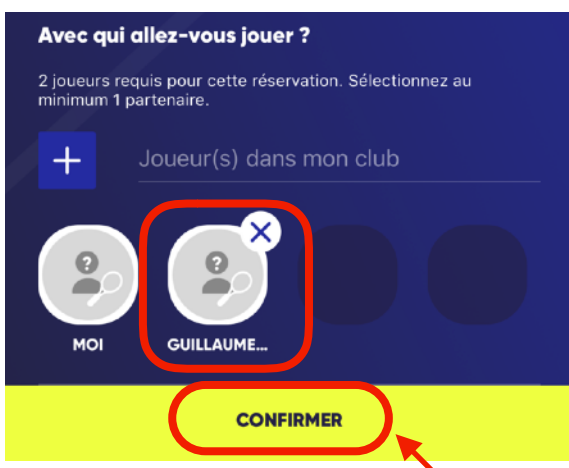 Avec qui allez-vous jouer ?
2 joueurs requis pour cette réservation. Sélectionnez au
minimum 1 partenaire.
+ Joueur(s) dans mon club
? ?
MOI GUILLAUME...
CONFIRMER